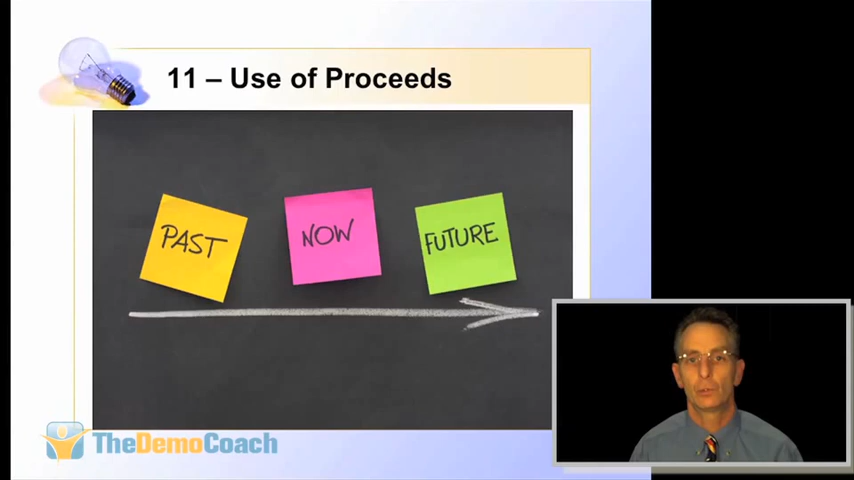 11 – Use of Proceeds
PAST
NOW
FUTURE
TheDemoCoach